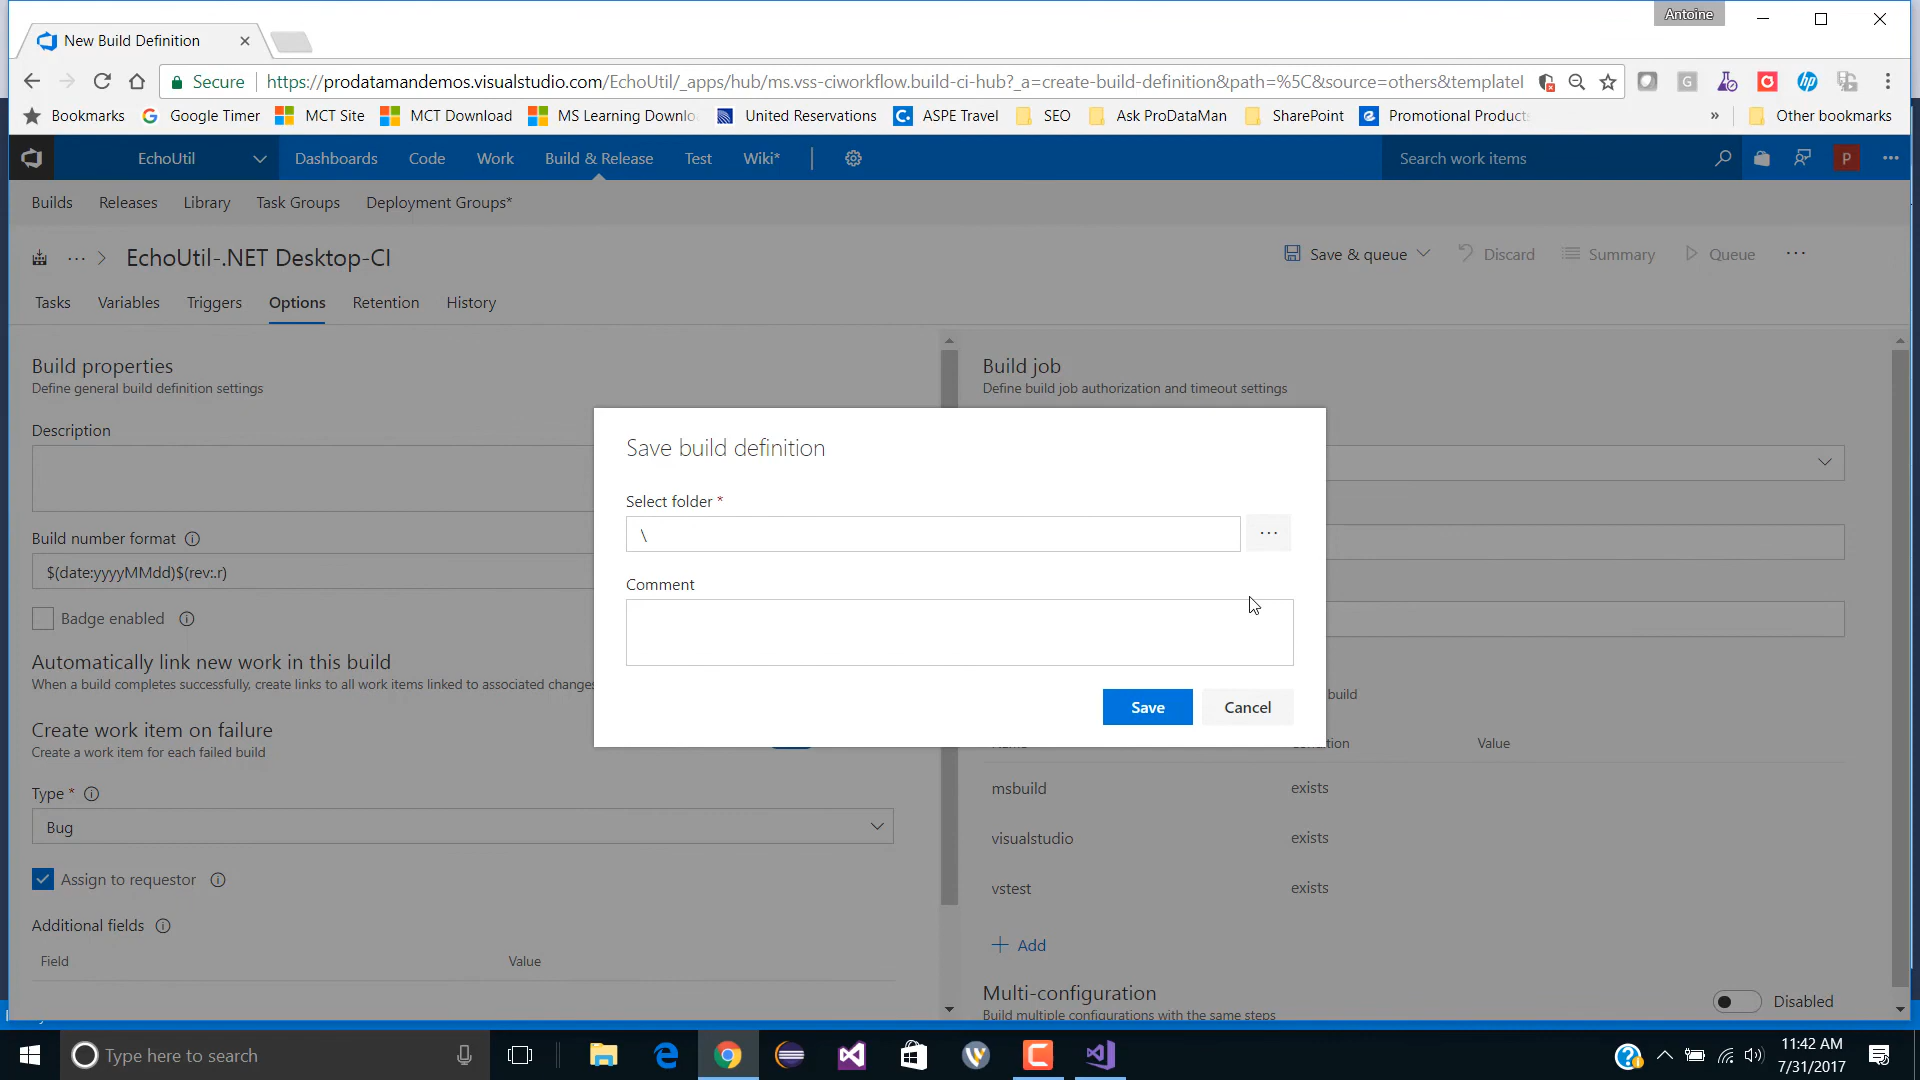 Antoine
New Build Definition
Secure
https://prodatamandemos.visualstudio.com/EchoUtil/_apps/hub/ms.vss-ciworkflow.build-ci-hub?_a=create-build-definition&path=%5C&source=others&templateI
Bookmarks
Google Timer
MCT Site
MCT Download
MS Learning Downlo
United Reservations
ASPE Travel
SEO
Ask ProDataMan
SharePoint
Promotional Product
»
Other bookmarks
EchoUtil
Dashboards
Code
Work
Build & Release
Test
Wiki*
Search work items
P
Builds
Releases
Library
Task Groups
Deployment Groups*
EchoUtil-.NET Desktop-CI
Save & queue
Discard
Summary
Queue
Tasks
Variables
Triggers
Options
Retention
History
Build properties
Define general build definition settings
Build job
Define build job authorization and timeout settings
Description
Save build definition
Select folder *
\
...
Build number format
$(date:yyyyMMdd)$(rev:.r)
Comment
Badge enabled
Automatically link new work in this build
When a build completes successfully, create links to all work items linked to associated changes
build
Save
Cancel
Create work item on failure
Create a work item for each failed build
Value
Type *
Bug
msbuild
exists
visualstudio
exists
vstest
exists
Assign to requestor
Additional fields
Add
Field
Value
Multi-configuration
Build multiple configurations with the same steps
Disabled
Type here to search
11:42 AM
7/31/2017